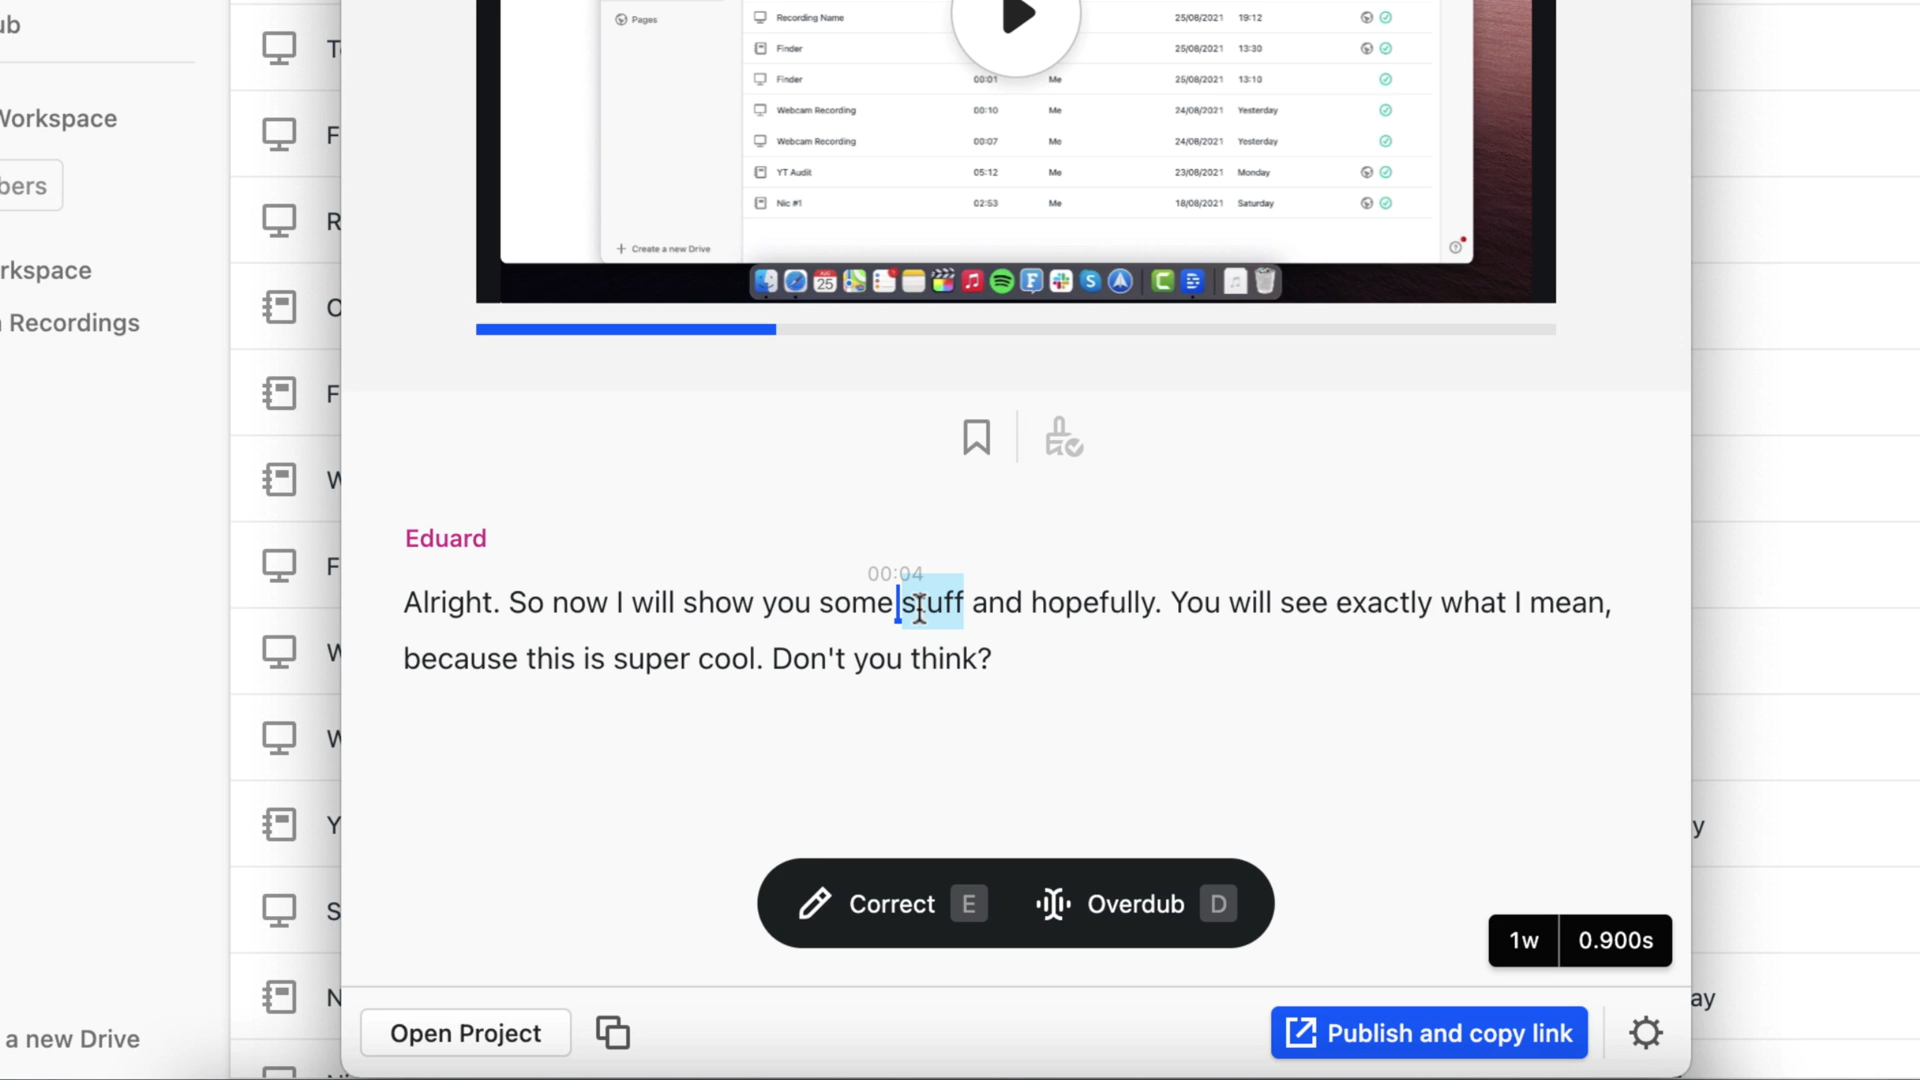 ub
Workspace
bers
rkspace
Recordings
a new Drive
T
F
R
C
F
W
F
W
W
Y
S
N
Pages
Recording Name 25/08/2021 19:12
Finder 25/08/2021 13:30
Finder 00:01 Me 25/08/2021 13:10
Webcam Recording 00:10 Me 24/08/2021 Yesterday
Webcam Recording 00:07 Me 24/08/2021 Yesterday
YT Audit 05:12 Me 23/08/2021 Monday
Nic #1 02:53 Me 18/08/2021 Saturday
+ Create a new Drive
AUG
25
Eduard
00:04
Alright. So now I will show you some stuff and hopefully. You will see exactly what I mean,
because this is super cool. Don't you think?
Correct E Overdub D
1w 0.900s
Open Project
Publish and copy link
y
ay